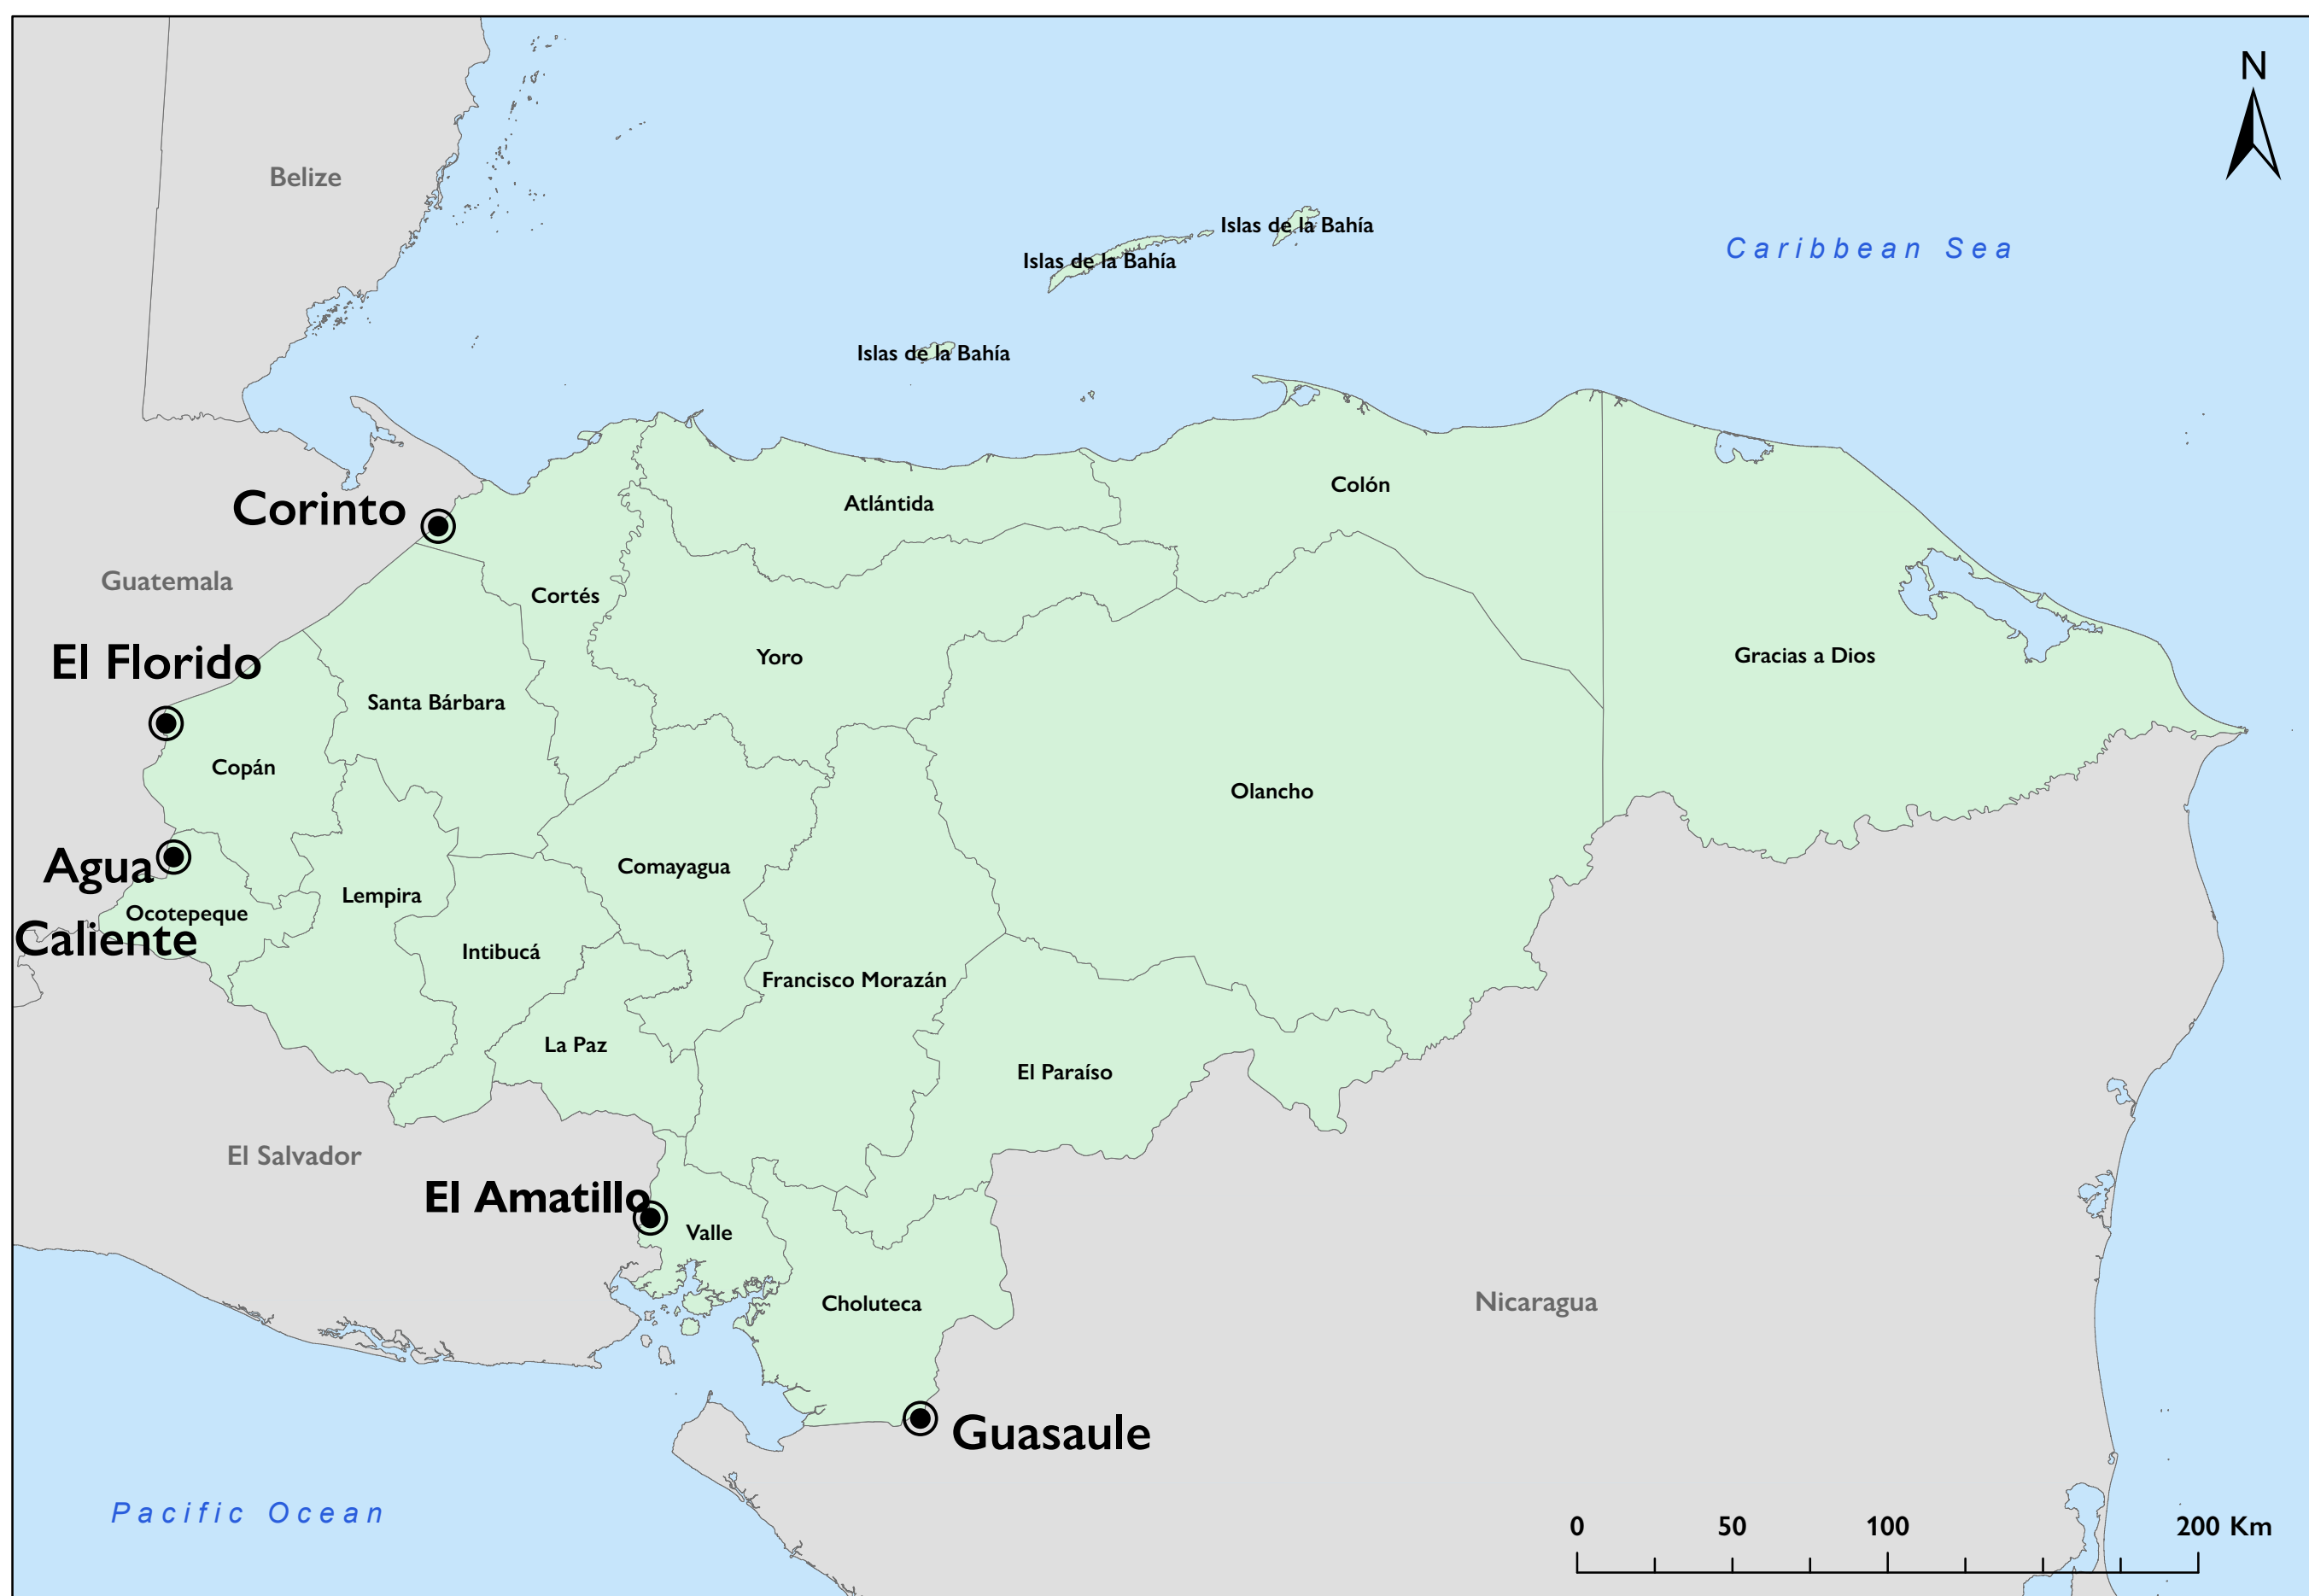 N
Belize
Islas de la Bahía
Caribbean Sea
Islas de la Bahía
Islas de la Bahía
Colón
Atlántida
Corinto
Guatemala
Cortés
El Florido
Yoro
Gracias a Dios
Santa Bárbara
Copán
Olancho
Agua
Caliente
Comayagua
Lempira
Ocotepeque
Intibucá
Francisco Morazán
La Paz
El Paraíso
El Salvador
El Amatillo
Valle
Choluteca
Nicaragua
Guasaule
Pacific Ocean
0 50 100 200 Km